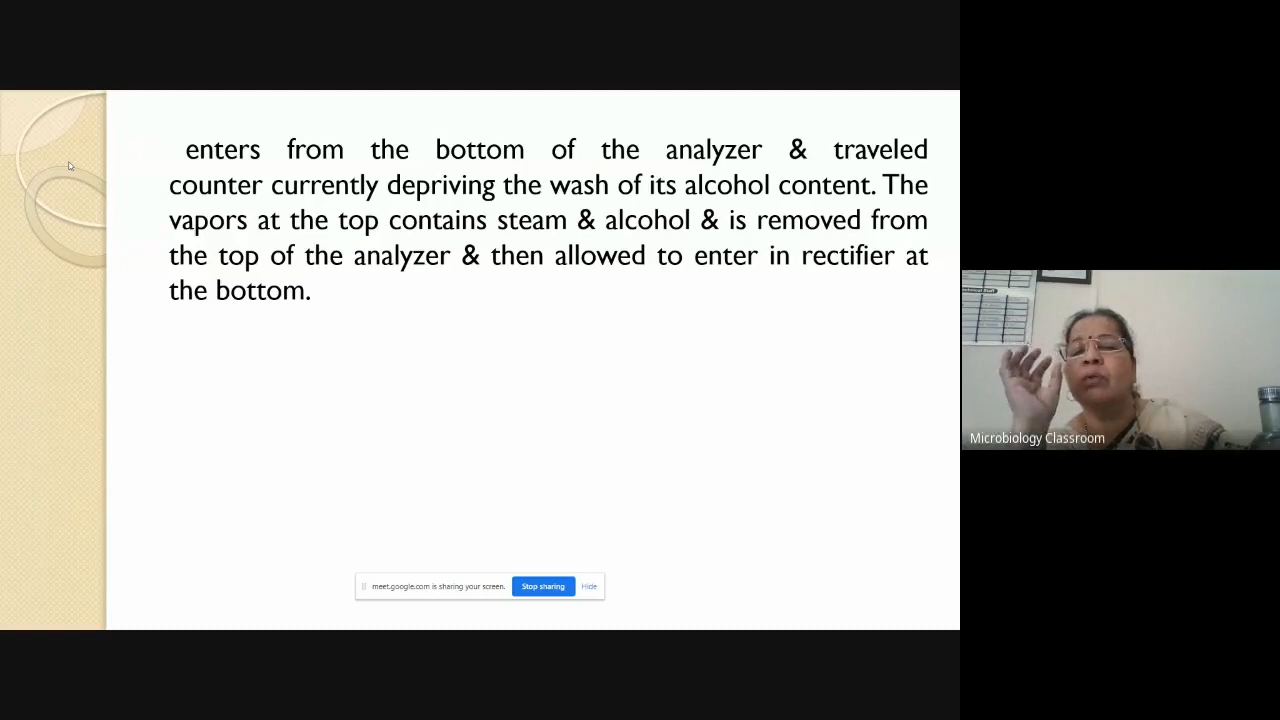 enters from the bottom of the analyzer & traveled
counter currently depriving the wash of its alcohol content. The
vapors at the top contains steam & alcohol & is removed from
the top of the analyzer & then allowed to enter in rectifier at
the bottom.
meet.google.com is sharing your screen. Stop sharing Hide
Microbiology Classroom